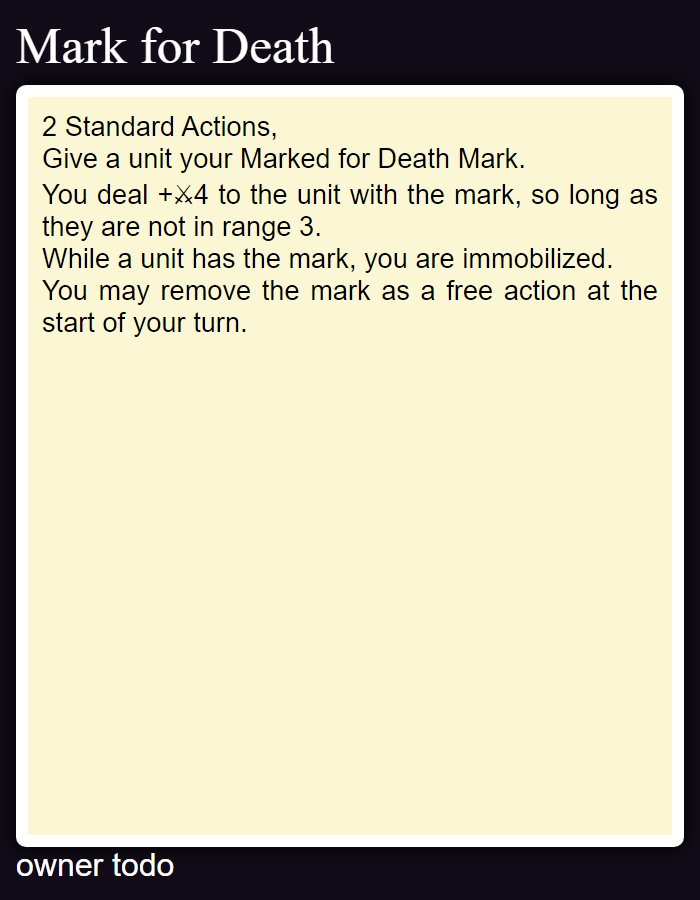 Mark for Death
2 Standard Actions,
Give a unit your Marked for Death Mark.
You deal +⚔4 to the unit with the mark, so long as
they are not in range 3.
While a unit has the mark, you are immobilized.
You may remove the mark as a free action at the
start of your turn.
owner todo